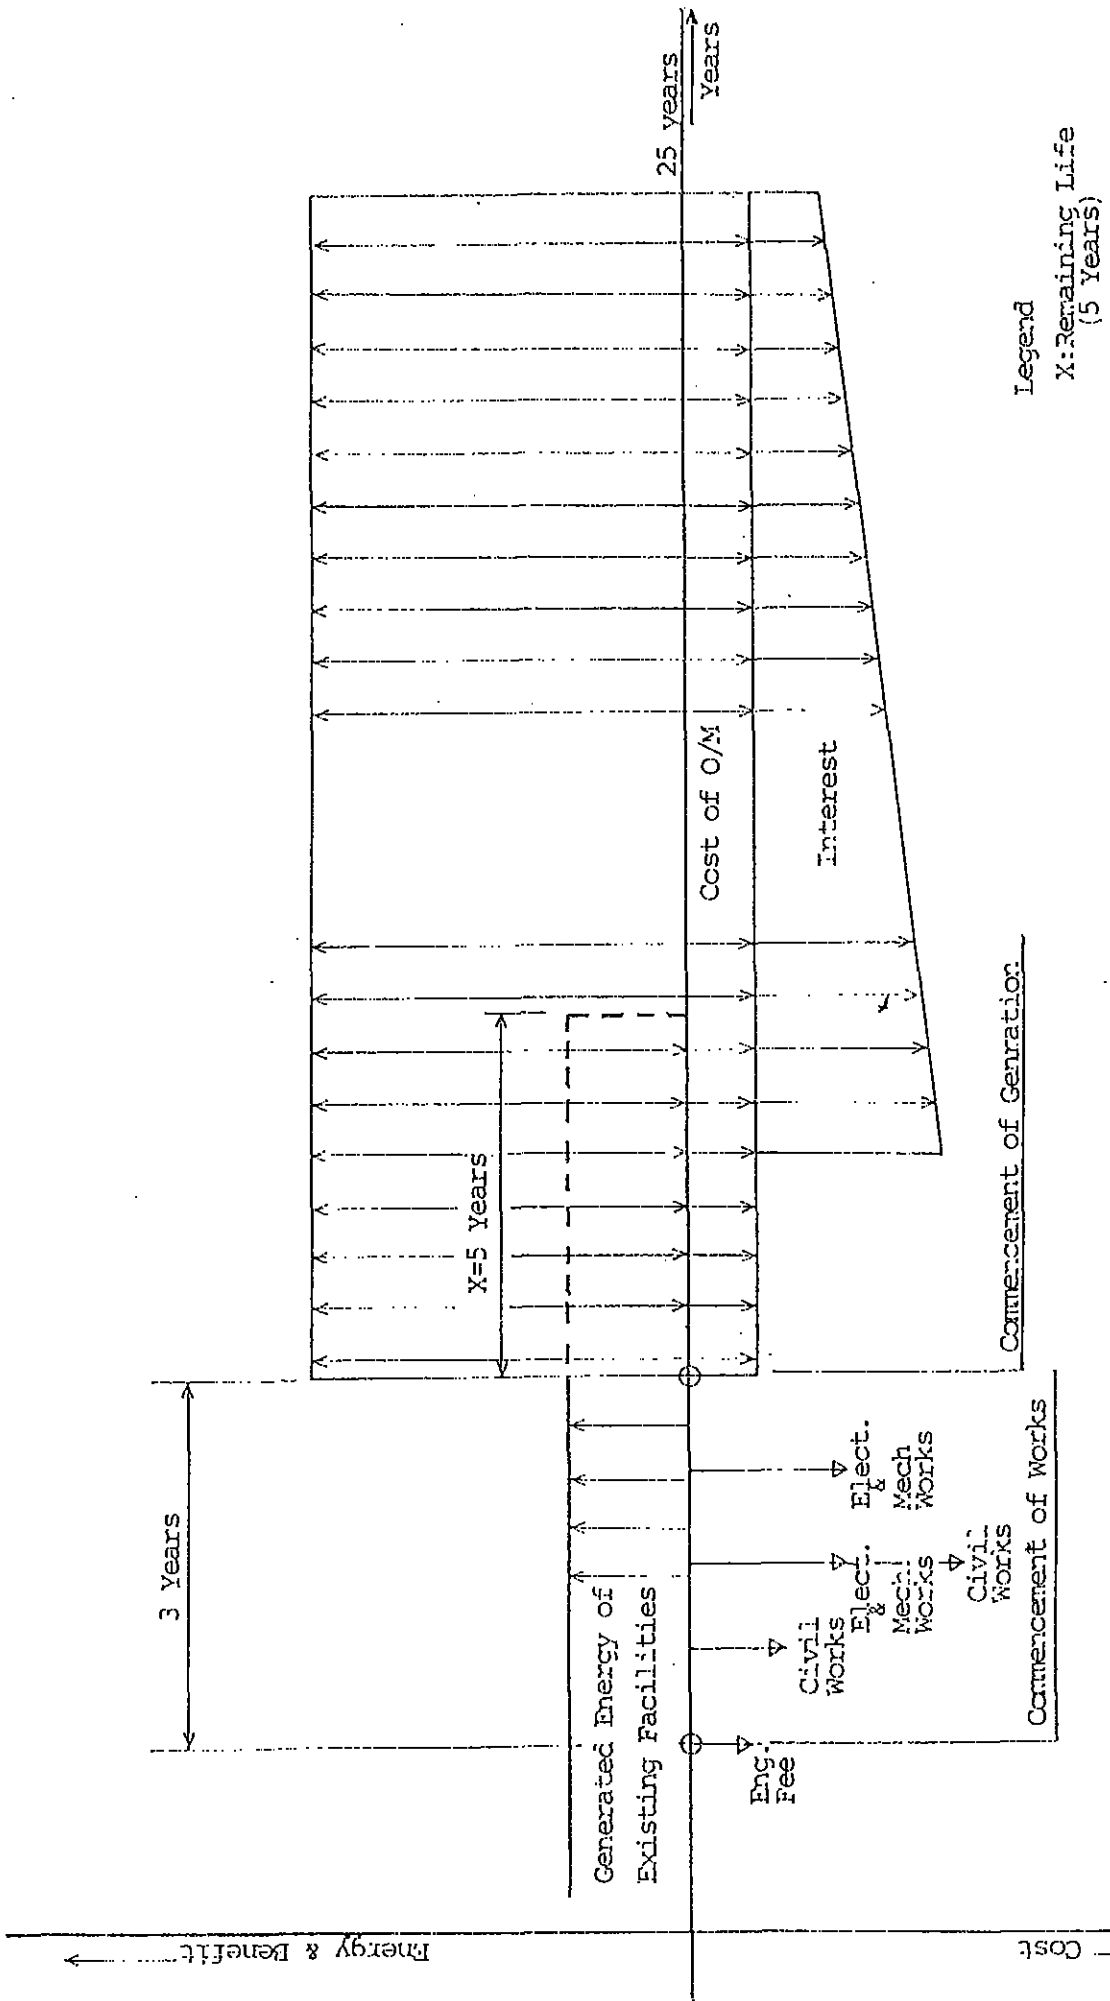 Energy & Benefit
Cost
3 Years
Generated Energy of
Existing Facilities
X=5 Years
25 years
Years
Cost of O/M
Interest
Eng.
Fee
Civil
Works
Elect.
&
Mech.
Works
Civil
Works
Elect.
&
Mech
Works
Commencement of Works
Commencement of Genration
Legend
X:Remaining Life
(5 Years)